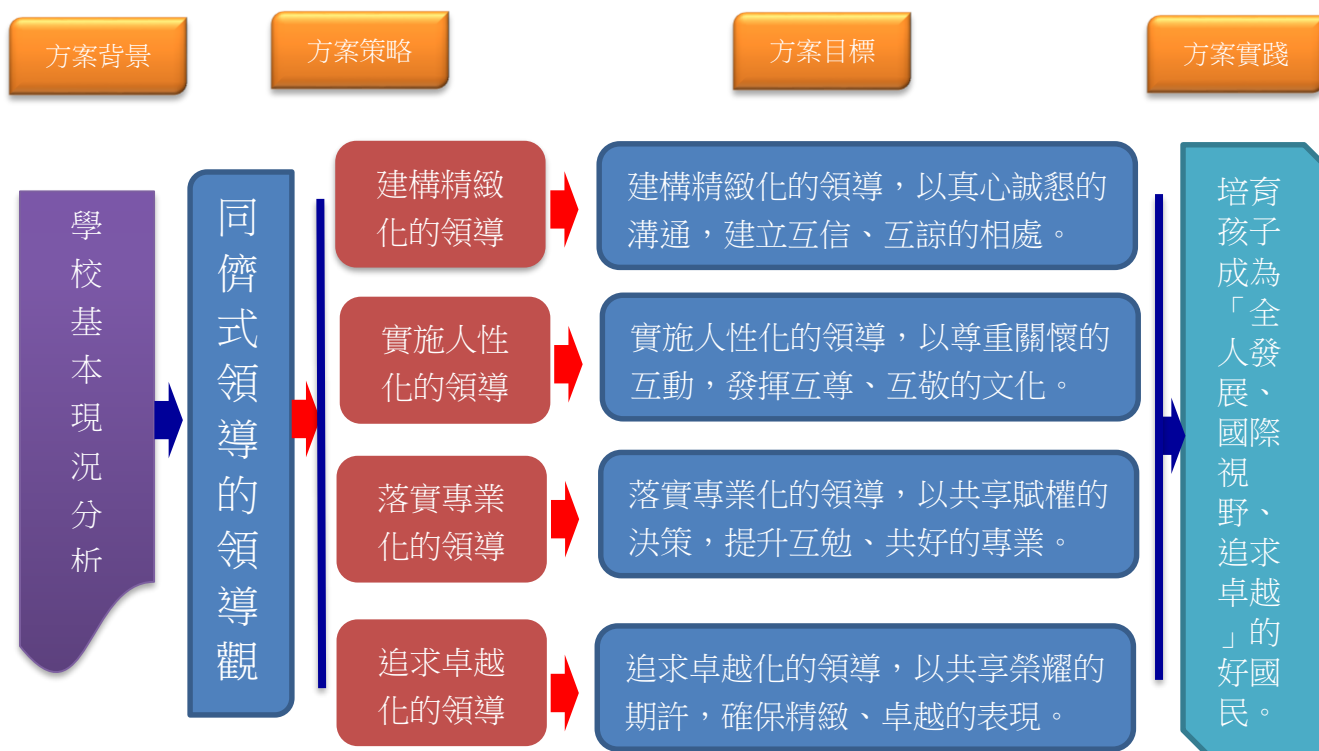 方案背景
方案策略
方案目標
方案實踐
學校基本現況分析
同儕式領導的領導觀
建構精緻
化的領導
建構精緻化的領導，以真心誠懇的
溝通，建立互信、互諒的相處。
實施人性
化的領導
實施人性化的領導，以尊重關懷的
互動，發揮互尊、互敬的文化。
落實專業
化的領導
落實專業化的領導，以共享賦權的
決策，提升互勉、共好的專業。
追求卓越
化的領導
追求卓越化的領導，以共享榮耀的
期許，確保精緻、卓越的表現。
培育
孩子
成為
「全
人發
展、
國際
視
野、
追求
卓越
」的
好國
民。